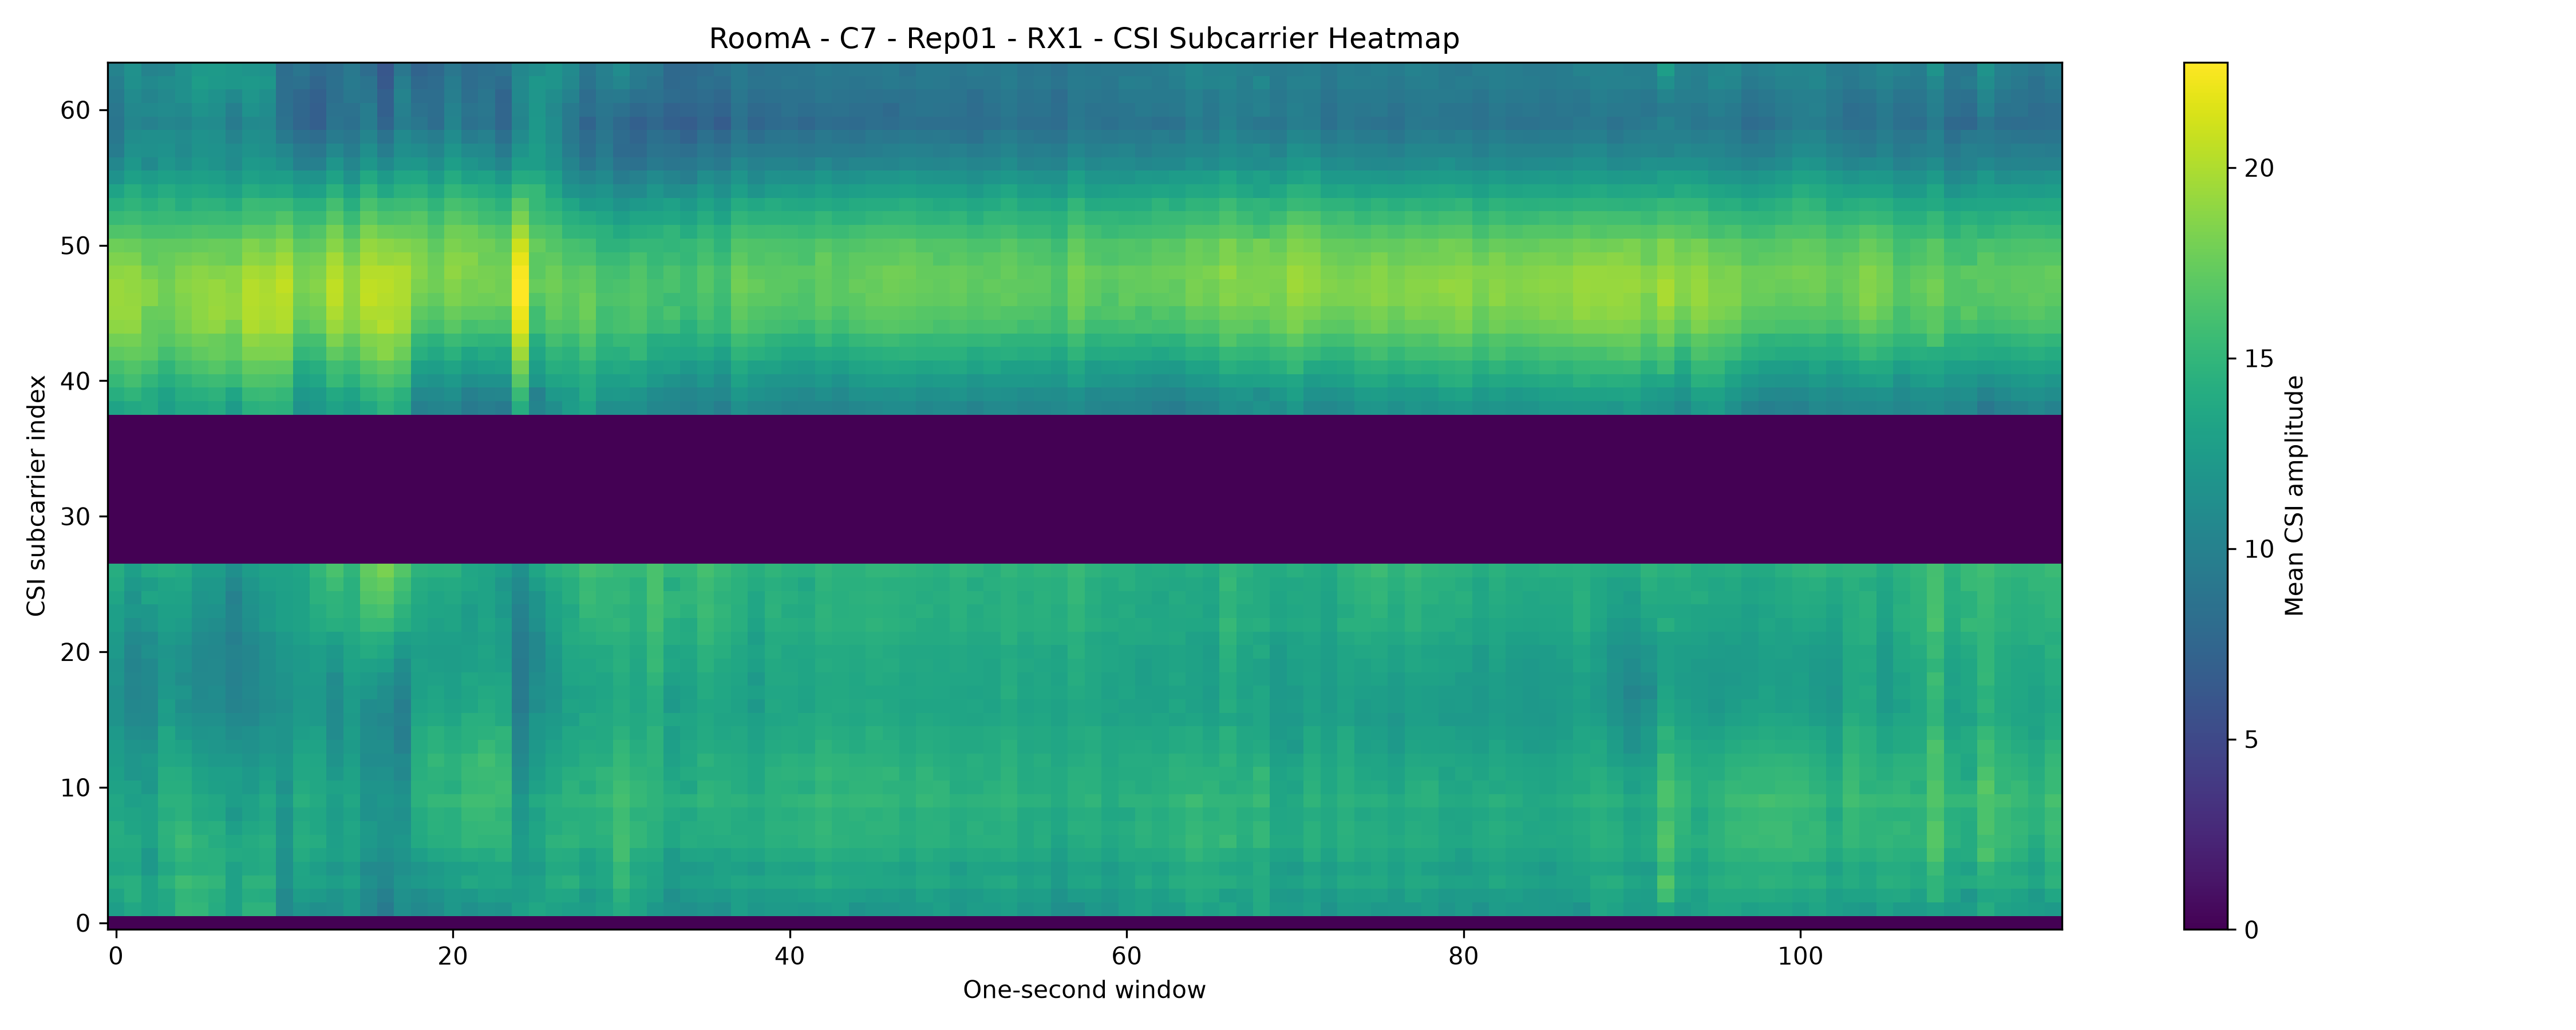 RoomA - C7 - Rep01 - RX1 - CSI Subcarrier Heatmap
CSI subcarrier index
60
50
40
30
20
10
0
0 20 40 60 80 100
One-second window
20
15
10
5
0
Mean CSI amplitude